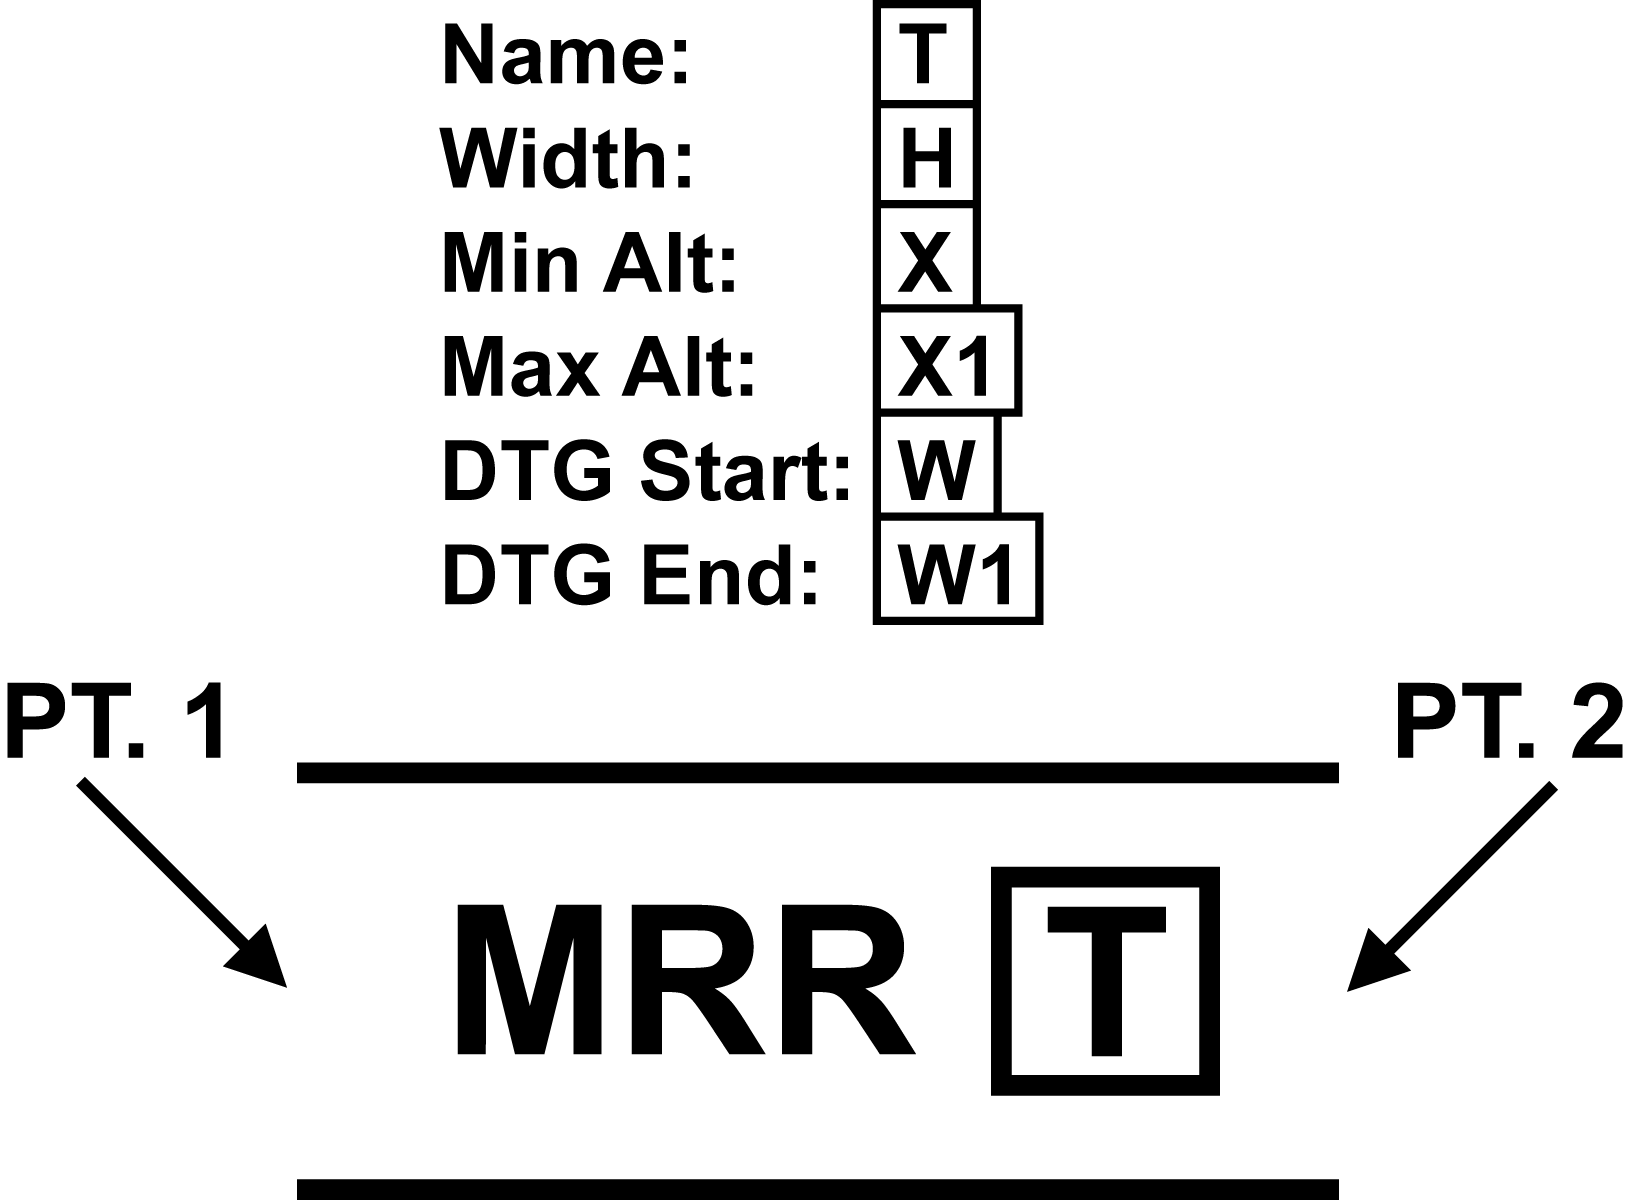 Name: T
Width: H
Min Alt: X
Max Alt: X1
DTG Start: W
DTG End: W1
PT. 1 PT. 2
MRR T